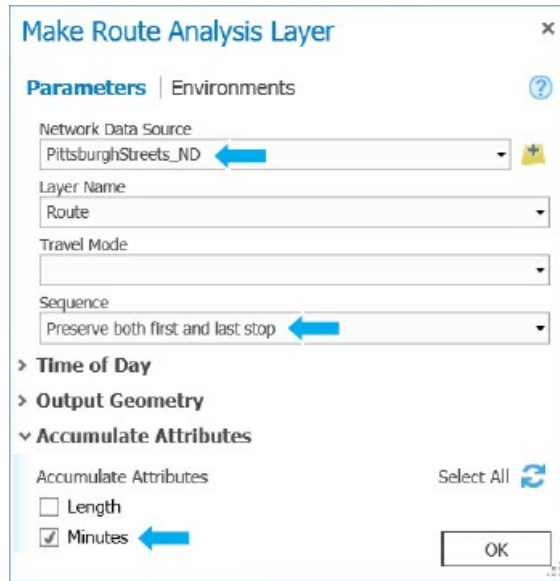 Make Route Analysis Layer
Parameters | Environments
Network Data Source
PittsburghStreets_ND
Layer Name
Route
Travel Mode
Sequence
Preserve both first and last stop
Time of Day
Output Geometry
Accumulate Attributes
Accumulate Attributes Select All
Length
Minutes
OK